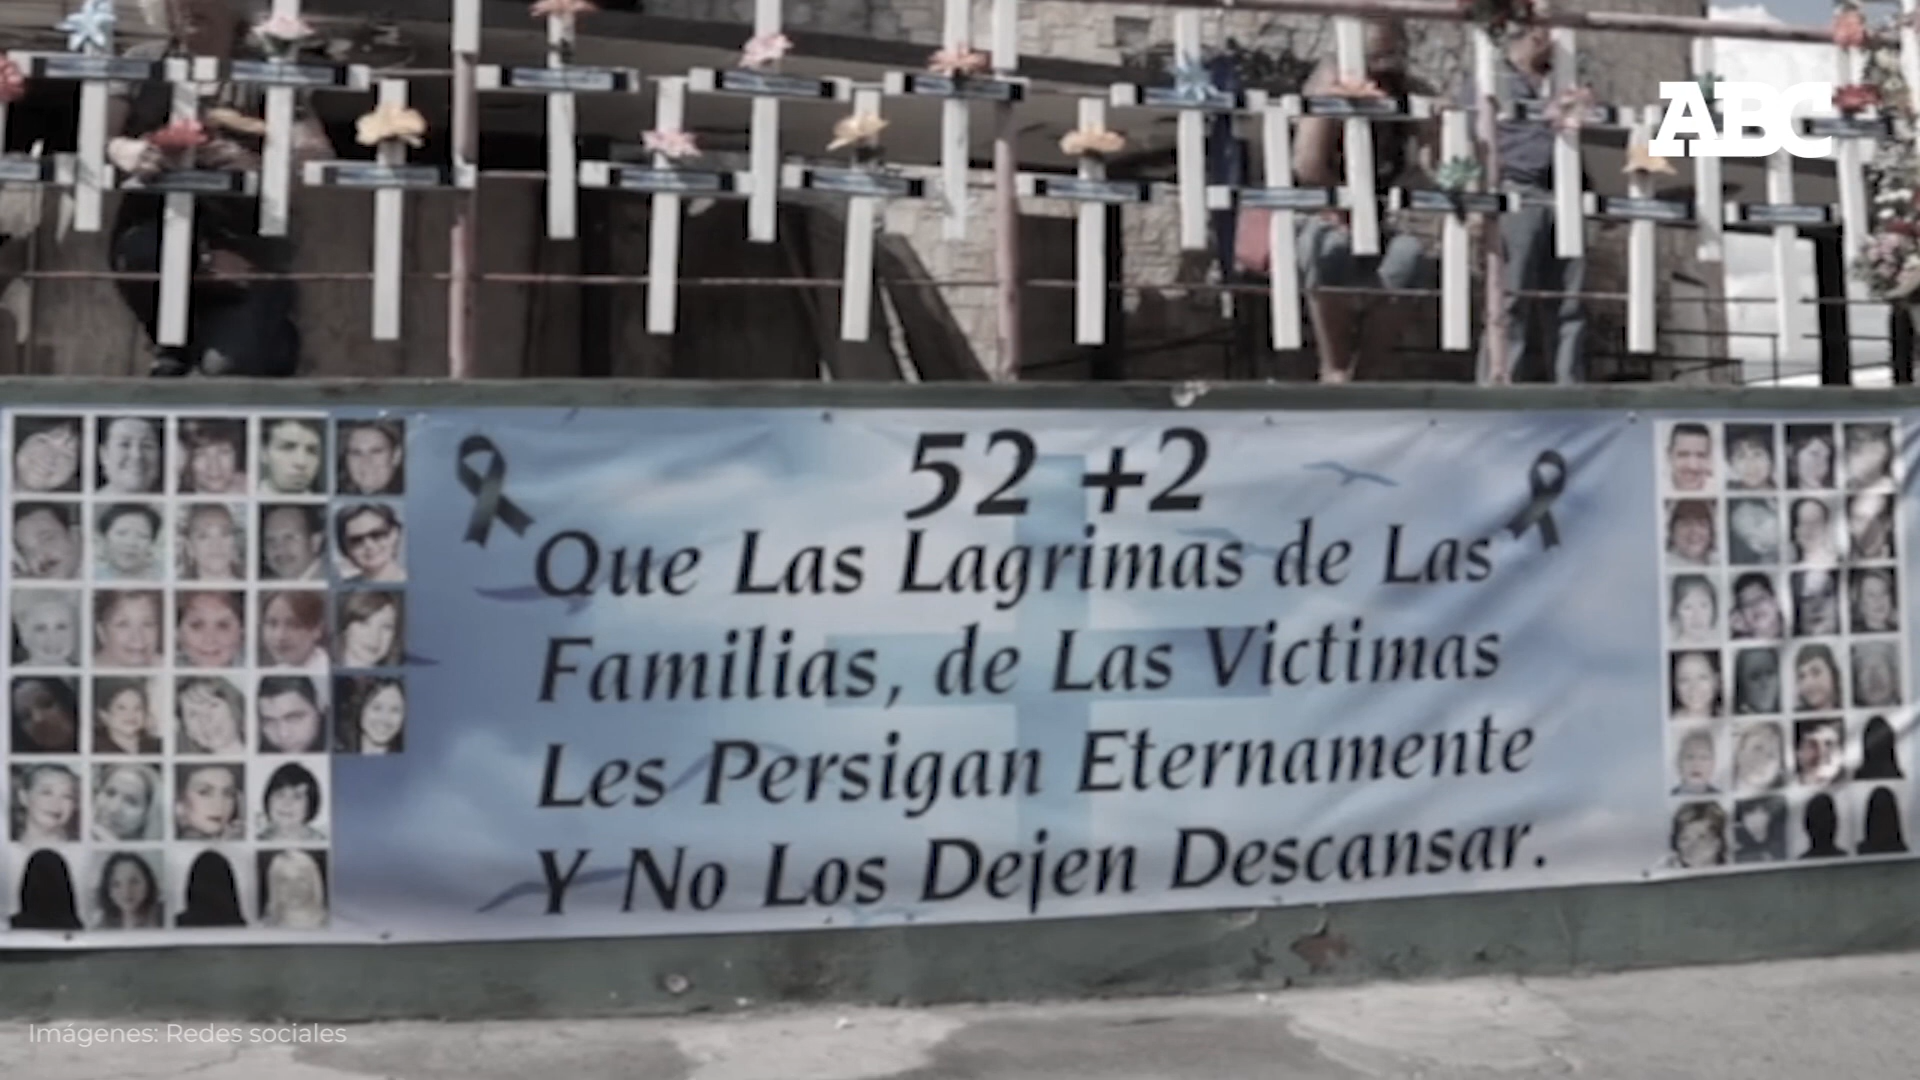 ABC
52 +2
Que Las Lagrimas de Las
Familias, de Las Victimas
Les Persigan Eternamente
Y No Los Dejen Descansar.
Imágenes: Redes sociales